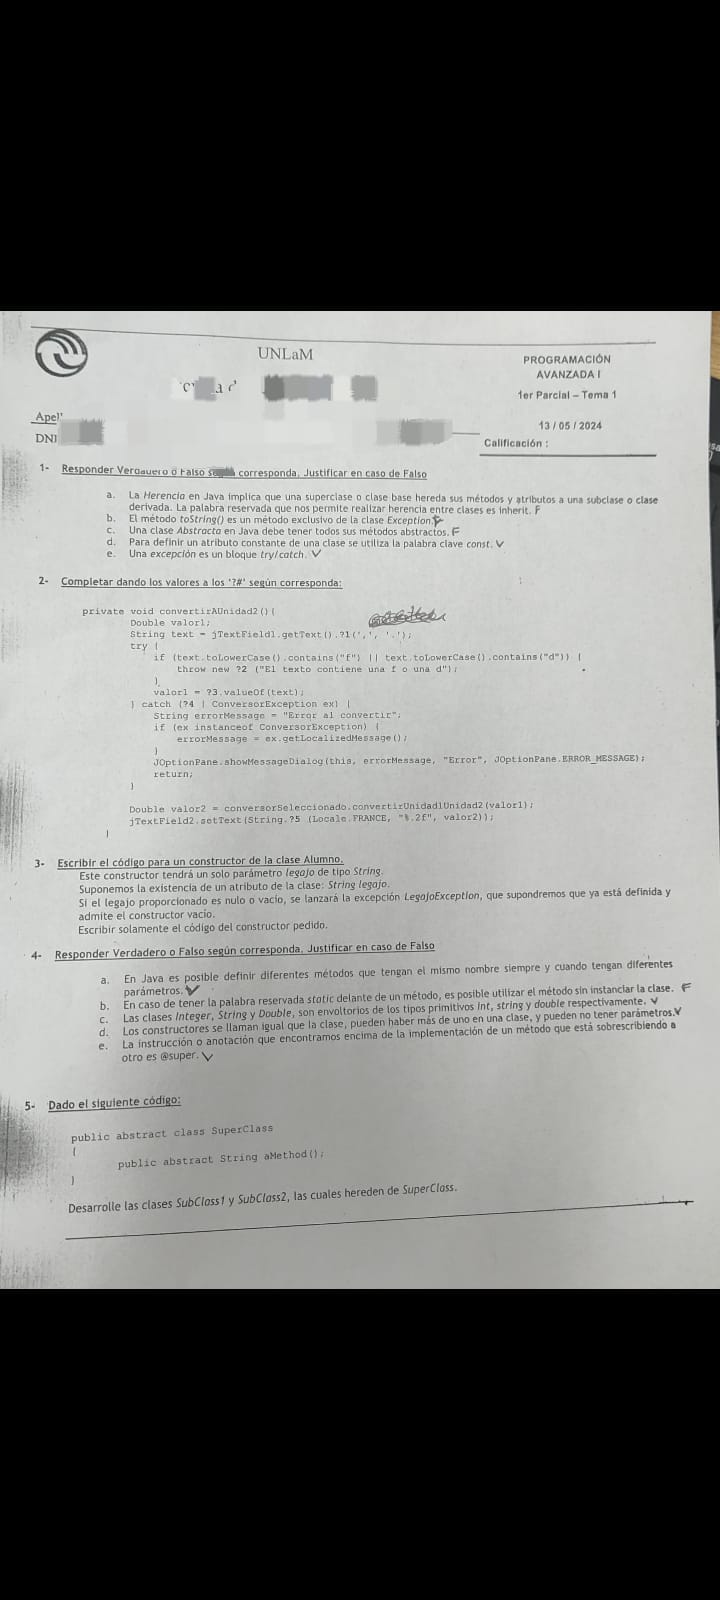 UNLaM
PROGRAMACIÓN
AVANZADA I
1er Parcial – Tema 1
13 / 05 / 2024
Calificación :
DNI
1- Responder Verdadero o Falso corresponda. Justificar en caso de Falso
a. La Herencia en Java implica que una superclase o clase base hereda sus métodos y atributos a una subclase o clase
derivada. La palabra reservada que nos permite realizar herencia entre clases es inherit. F
b. El método toString() es un método exclusivo de la clase Exception. F
c. Una clase Abstracta en Java debe tener todos sus métodos abstractos. F
d. Para definir un atributo constante de una clase se utiliza la palabra clave const. V
e. Una excepción es un bloque try/catch. V
2- Completar dando los valores a los '?#' según corresponda:
private void convertirAUnidad2(){
Double valor1;
String text = jTextField1.getText().?1(',', '.');
try {
if (text.toLowerCase().contains("f") || text.toLowerCase().contains("d")) {
throw new ?2 ("El texto contiene una f o una d");
}
valor1 = ?3.valueOf(text);
} catch (?4 | ConversorException ex) {
String errorMessage = "Error al convertir";
if (ex instanceof ConversorException) {
errorMessage = ex.getLocalizedMessage();
}
JOptionPane.showMessageDialog(this, errorMessage, "Error", JOptionPane.ERROR_MESSAGE);
return;
}
Double valor2 = conversorSeleccionado.convertirUnidad1Unidad2(valor1);
jTextField2.setText(String.?5 (Locale.FRANCE, "%.2f", valor2));
}
3- Escribir el código para un constructor de la clase Alumno.
Este constructor tendrá un solo parámetro legajo de tipo String.
Suponemos la existencia de un atributo de la clase: String legajo.
Si el legajo proporcionado es nulo o vacío, se lanzará la excepción LegajoException, que supondremos que ya está definida y
admite el constructor vacío.
Escribir solamente el código del constructor pedido.
4- Responder Verdadero o Falso según corresponda. Justificar en caso de Falso
a. En Java es posible definir diferentes métodos que tengan el mismo nombre siempre y cuando tengan diferentes
parámetros. V
b. En caso de tener la palabra reservada static delante de un método, es posible utilizar el método sin instanciar la clase. F
c. Las clases Integer, String y Double, son envoltorios de los tipos primitivos int, string y double respectivamente. V
d. Los constructores se llaman igual que la clase, pueden haber más de uno en una clase, y pueden no tener parámetros. V
e. La instrucción o anotación que encontramos encima de la implementación de un método que está sobrescribiendo a
otro es @super. V
5- Dado el siguiente código:
public abstract class SuperClass
{
public abstract String aMethod();
}
Desarrolle las clases SubClass1 y SubClass2, las cuales hereden de SuperClass.